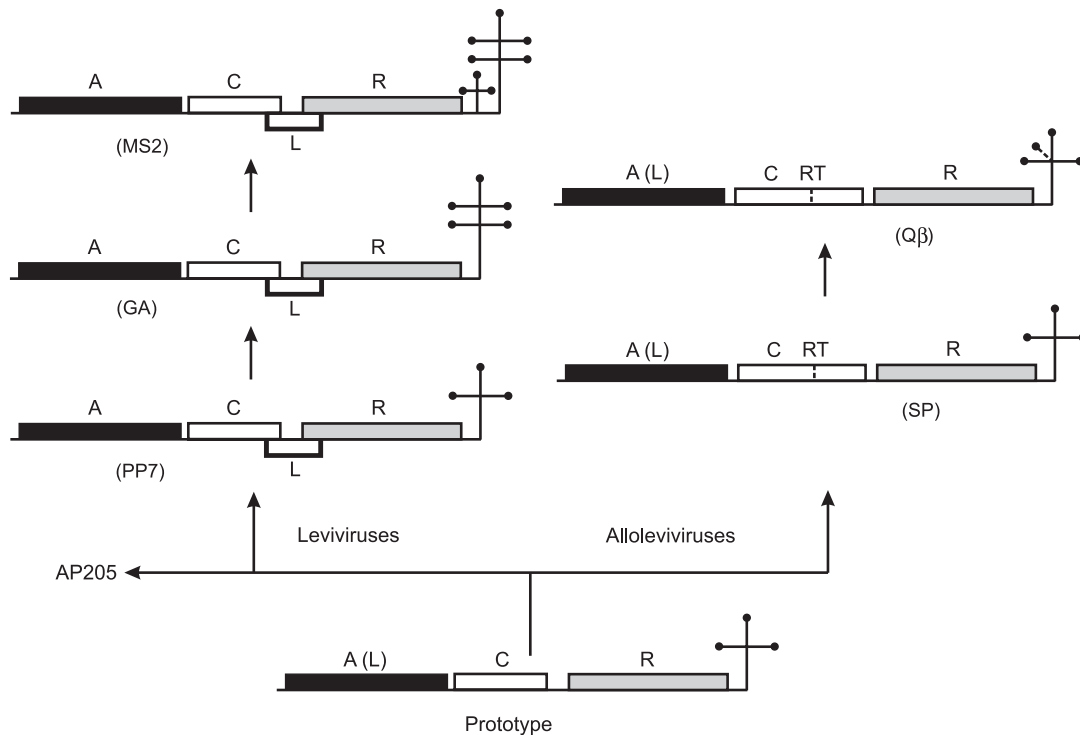 A C R
L
(MS2)
A (L) C RT R
(Qβ)
A C R
L
(GA)
A (L) C RT R
(SP)
A C R
L
(PP7)
Leviviruses Alloleviviruses
AP205
A (L) C R
Prototype